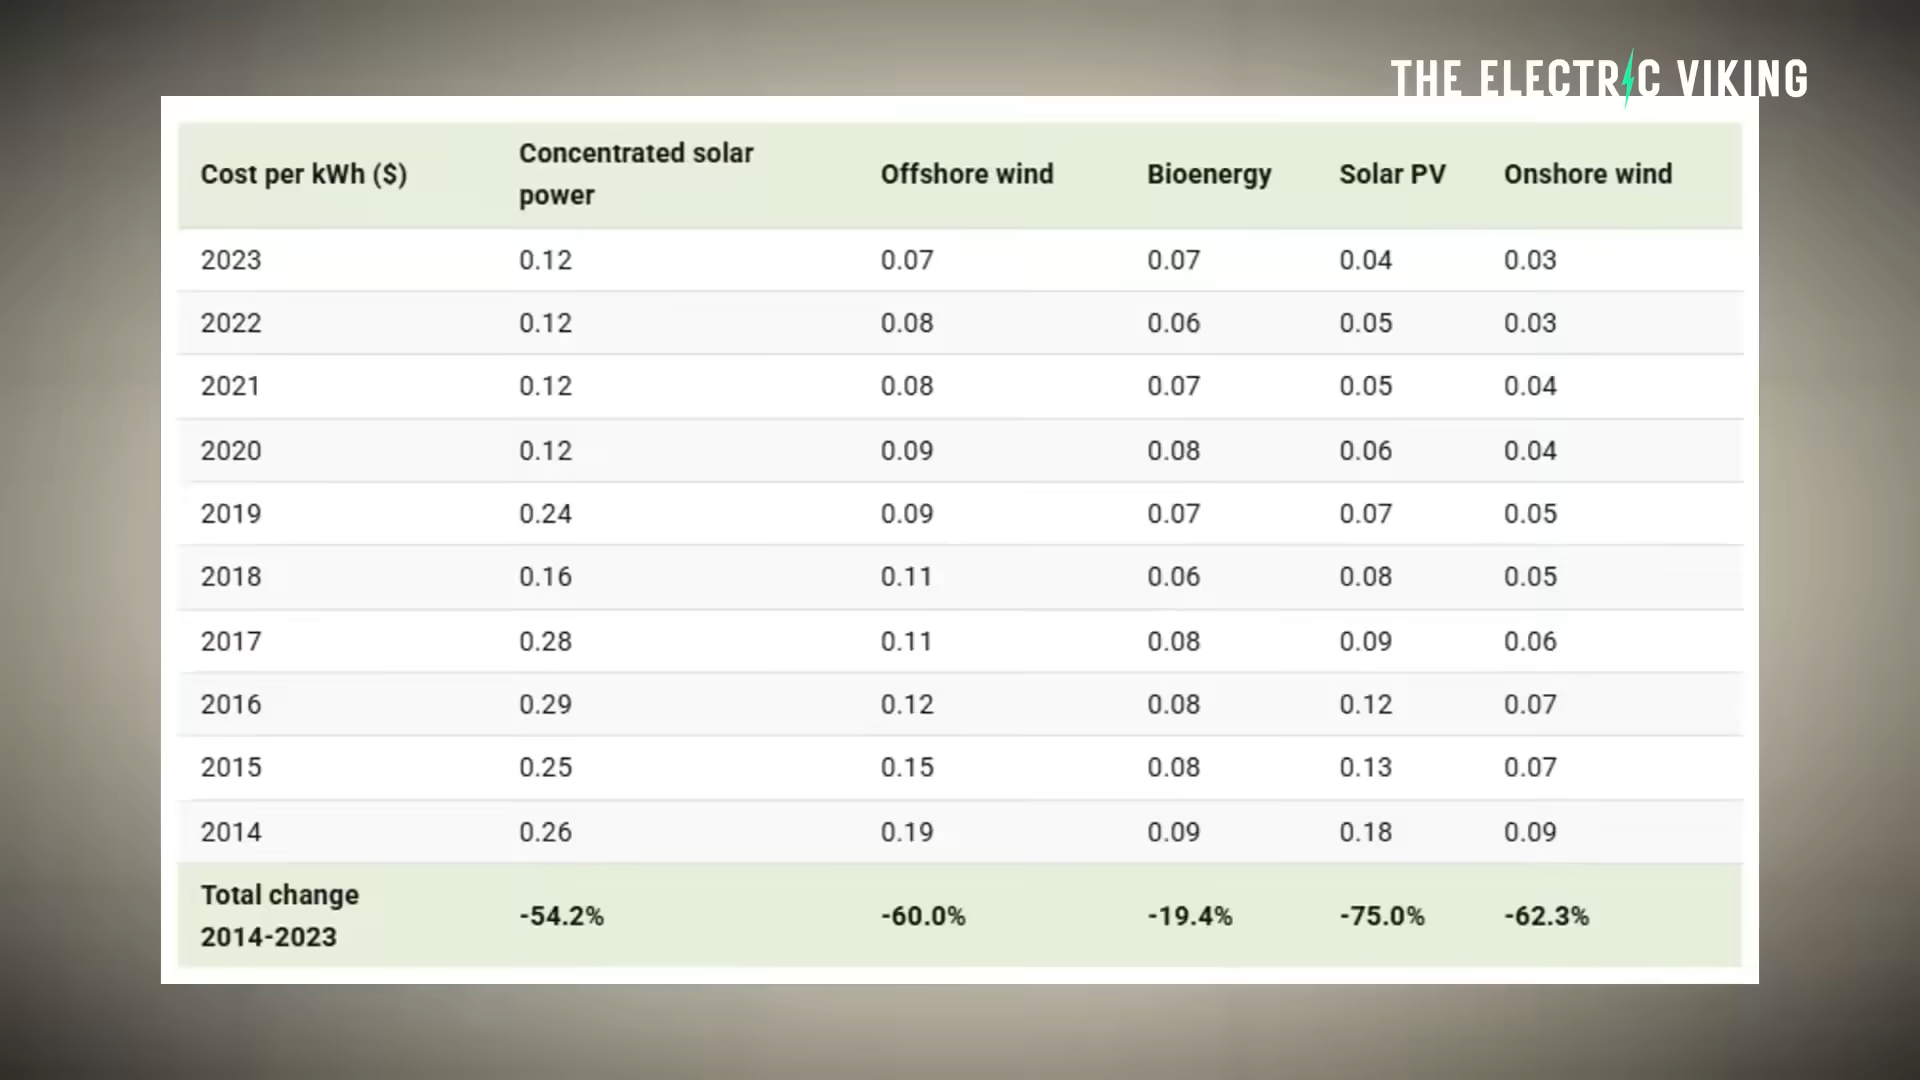 THE ELECTRIC VIKING
Cost per kWh ($) Concentrated solar power Offshore wind Bioenergy Solar PV Onshore wind
2023 0.12 0.07 0.07 0.04 0.03
2022 0.12 0.08 0.06 0.05 0.03
2021 0.12 0.08 0.07 0.05 0.04
2020 0.12 0.09 0.08 0.06 0.04
2019 0.24 0.09 0.07 0.07 0.05
2018 0.16 0.11 0.06 0.08 0.05
2017 0.28 0.11 0.08 0.09 0.06
2016 0.29 0.12 0.08 0.12 0.07
2015 0.25 0.15 0.08 0.13 0.07
2014 0.26 0.19 0.09 0.18 0.09
Total change 2014-2023 -54.2% -60.0% -19.4% -75.0% -62.3%